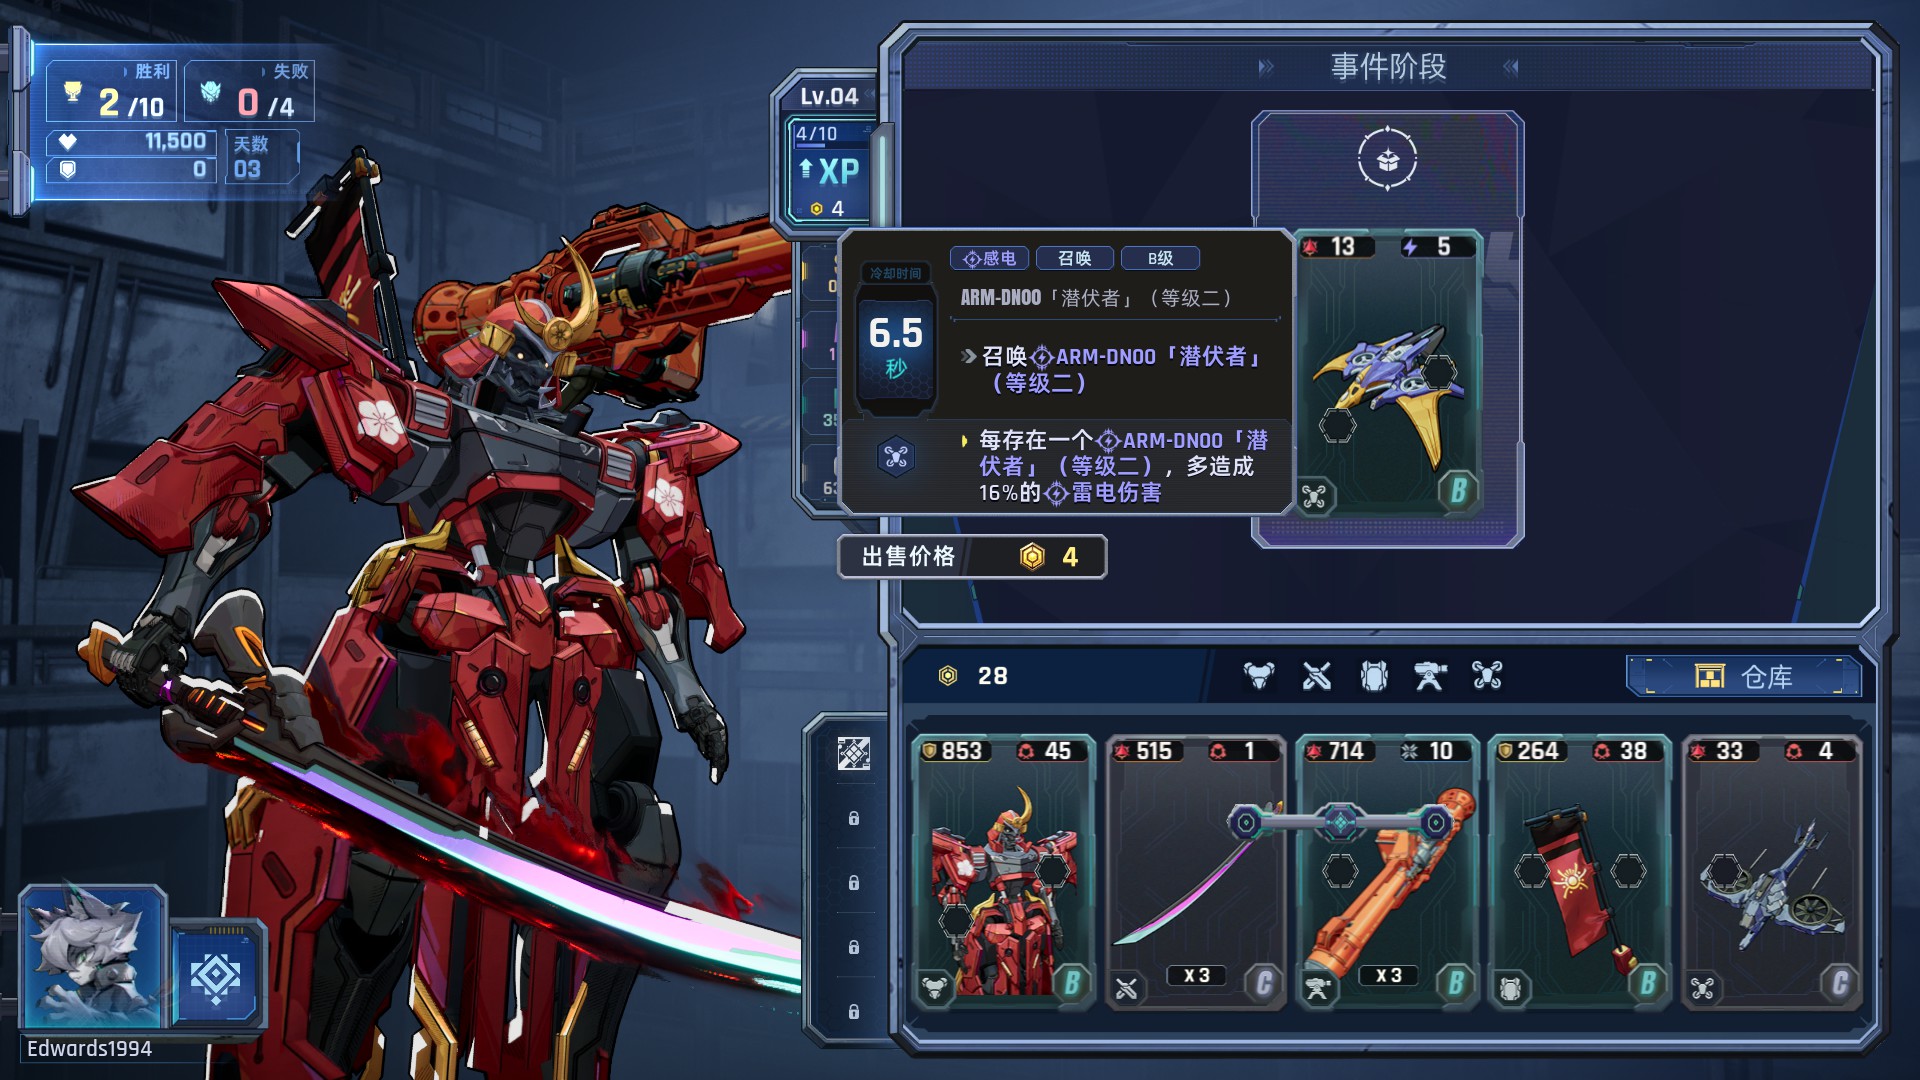 胜利
2/10
失败
0/4
11,500
0
天数
03
Lv.04
4/10
XP
4
事件阶段
13
5
B
冷却时间
6.5
秒
感电
召唤
B级
ARM-DN00「潜伏者」（等级二）
召唤ARM-DN00「潜伏者」
（等级二）
每存在一个ARM-DN00「潜
伏者」（等级二），多造成
16%的雷电伤害
出售价格
4
28
仓库
853
45
B
515
1
x3
C
714
10
x3
B
264
38
B
33
4
C
Edwards1994